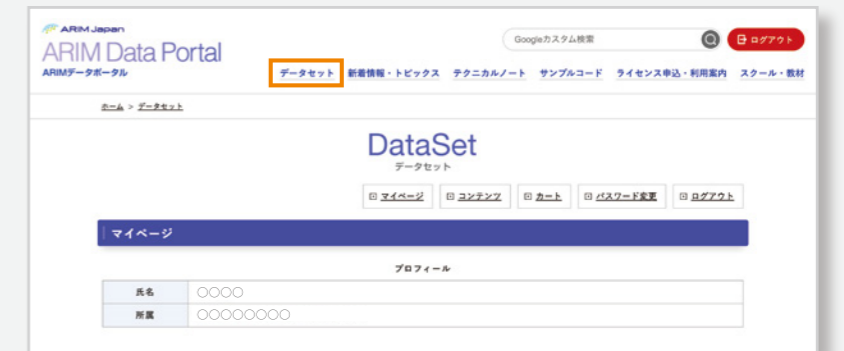 ARIM Japan
ARIM Data Portal
ARIMデータポータル
Googleカスタム検索
ログアウト
データセット 新着情報・トピックス テクニカルノート サンプルコード ライセンス申込・利用案内 スクール・教材
ホーム > データセット
DataSet
データセット
マイページ コンテンツ カート パスワード変更 ログアウト
マイページ
プロフィール
氏名 ○○○○
所属 ○○○○○○○○